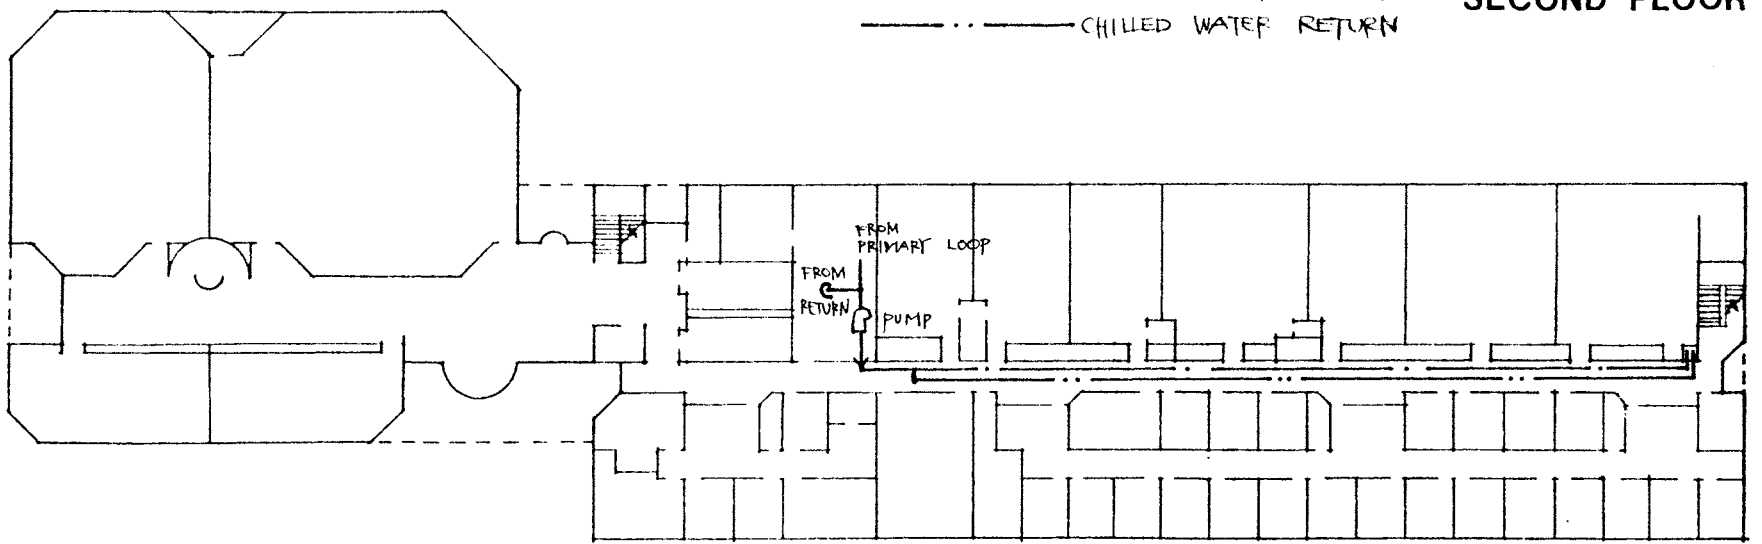 SECOND FLOOR
CHILLED WATER RETURN
FROM
PRIMARY LOOP
FROM
RETURN
PUMP